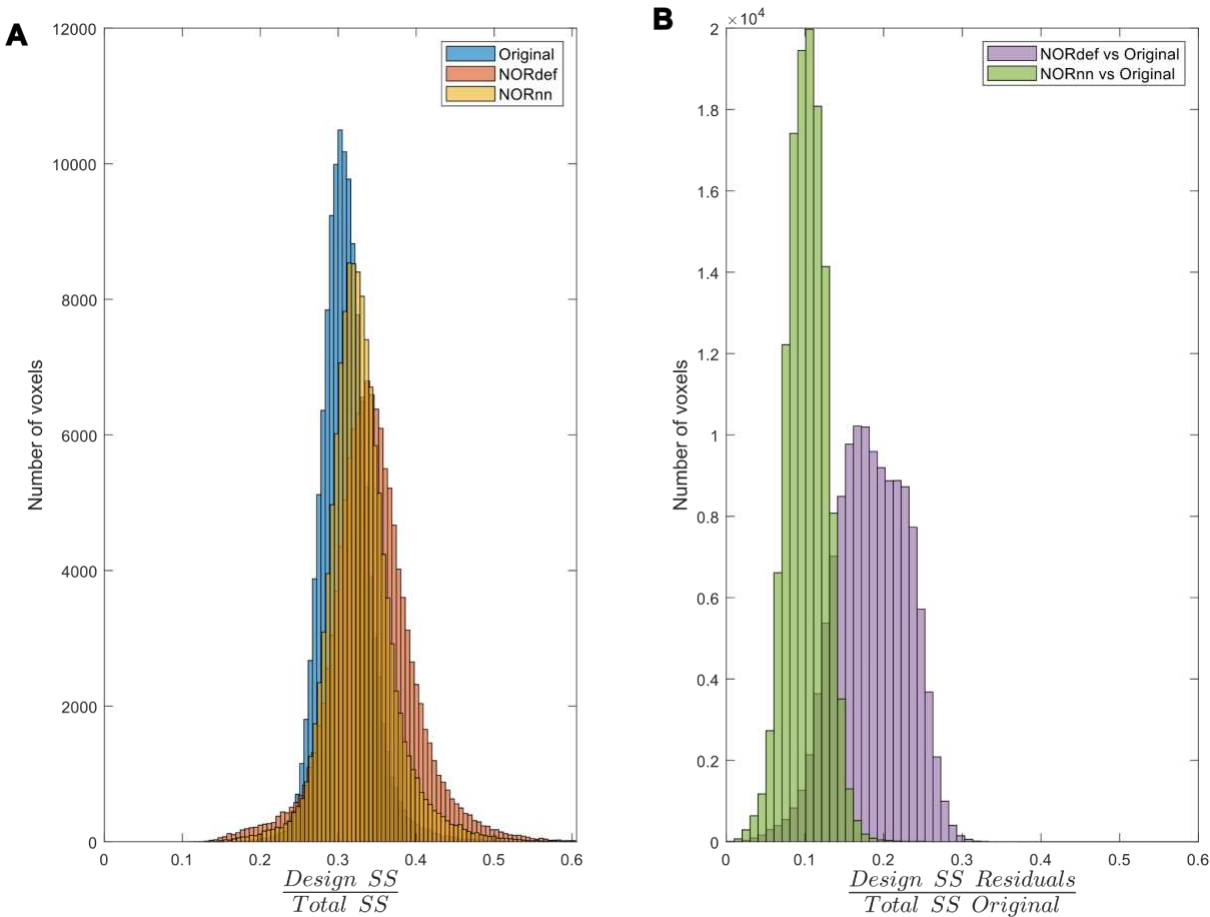 A
12000
10000
8000
6000
4000
2000
0
Number of voxels
Original
NORdef
NORnn
0 0.1 0.2 0.3 0.4 0.5 0.6
Design SS
Total SS
B
×10⁴
2
1.8
1.6
1.4
1.2
1
0.8
0.6
0.4
0.2
0
Number of voxels
NORdef vs Original
NORnn vs Original
0 0.1 0.2 0.3 0.4 0.5 0.6
Design SS Residuals
Total SS Original